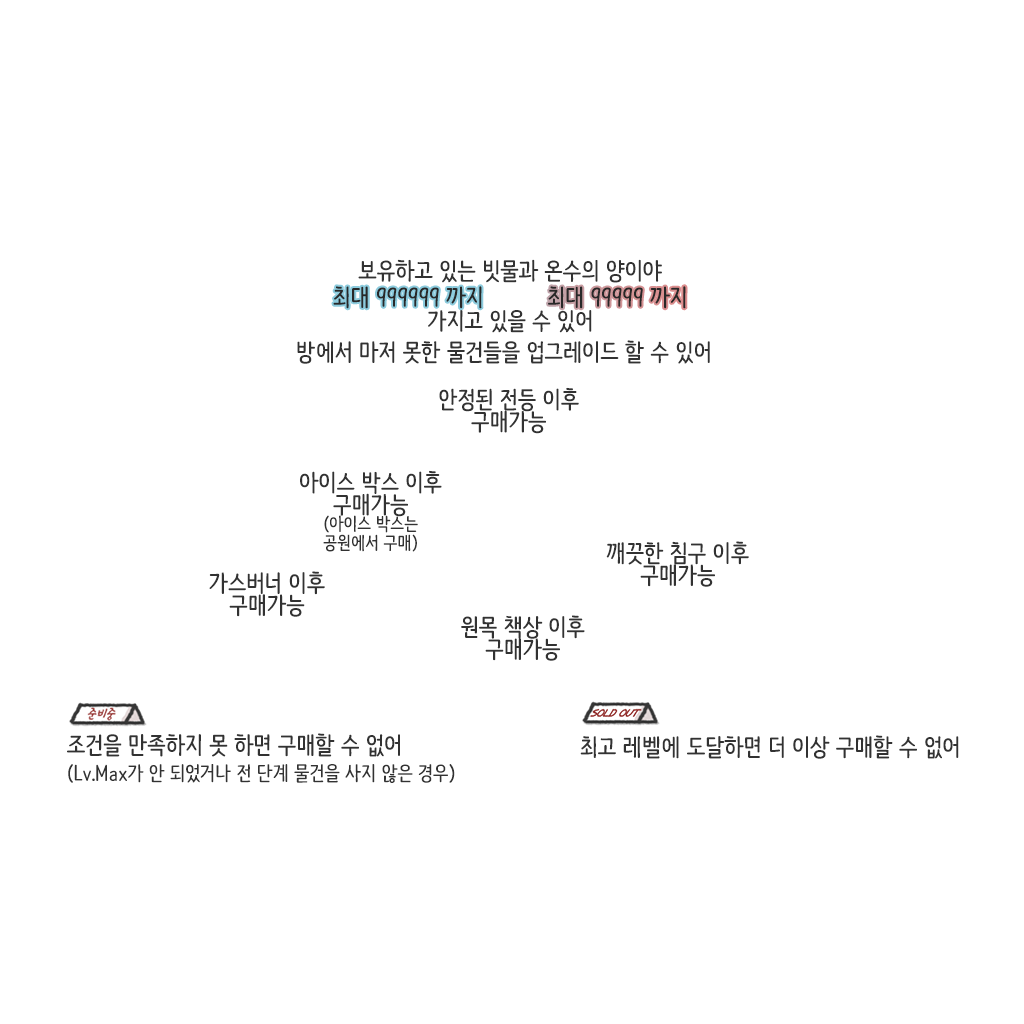 보유하고 있는 빗물과 온수의 양이야
최대 999999 까지 최대 99999 까지
가지고 있을 수 있어
방에서 마저 못한 물건들을 업그레이드 할 수 있어
안정된 전등 이후
구매가능
아이스 박스 이후
구매가능
(아이스 박스는
공원에서 구매)
깨끗한 침구 이후
구매가능
가스버너 이후
구매가능
원목 책상 이후
구매가능
준비중
조건을 만족하지 못 하면 구매할 수 없어
(Lv.Max가 안 되었거나 전 단계 물건을 사지 않은 경우)
SOLD OUT
최고 레벨에 도달하면 더 이상 구매할 수 없어